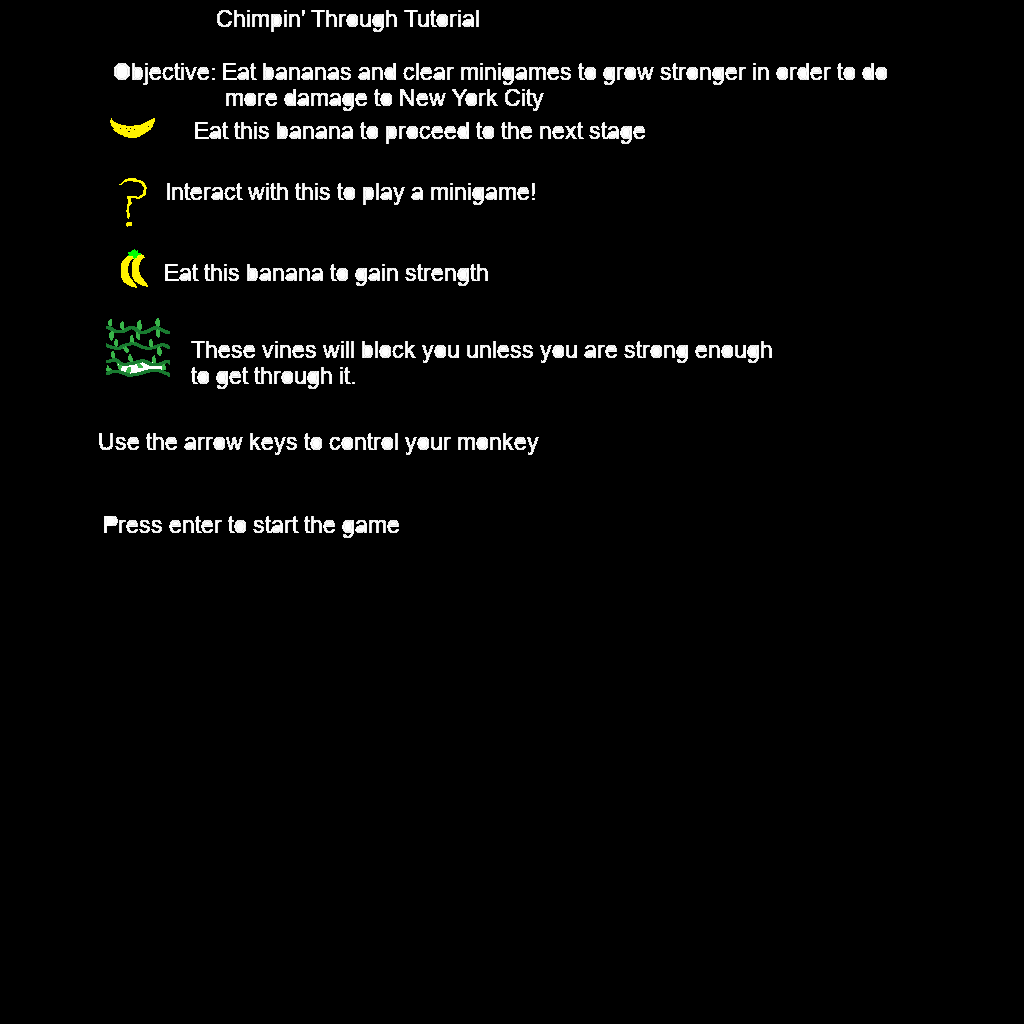 Chimpin' Through Tutorial
Objective: Eat bananas and clear minigames to grow stronger in order to do
more damage to New York City
Eat this banana to proceed to the next stage
Interact with this to play a minigame!
Eat this banana to gain strength
These vines will block you unless you are strong enough
to get through it.
Use the arrow keys to control your monkey
Press enter to start the game